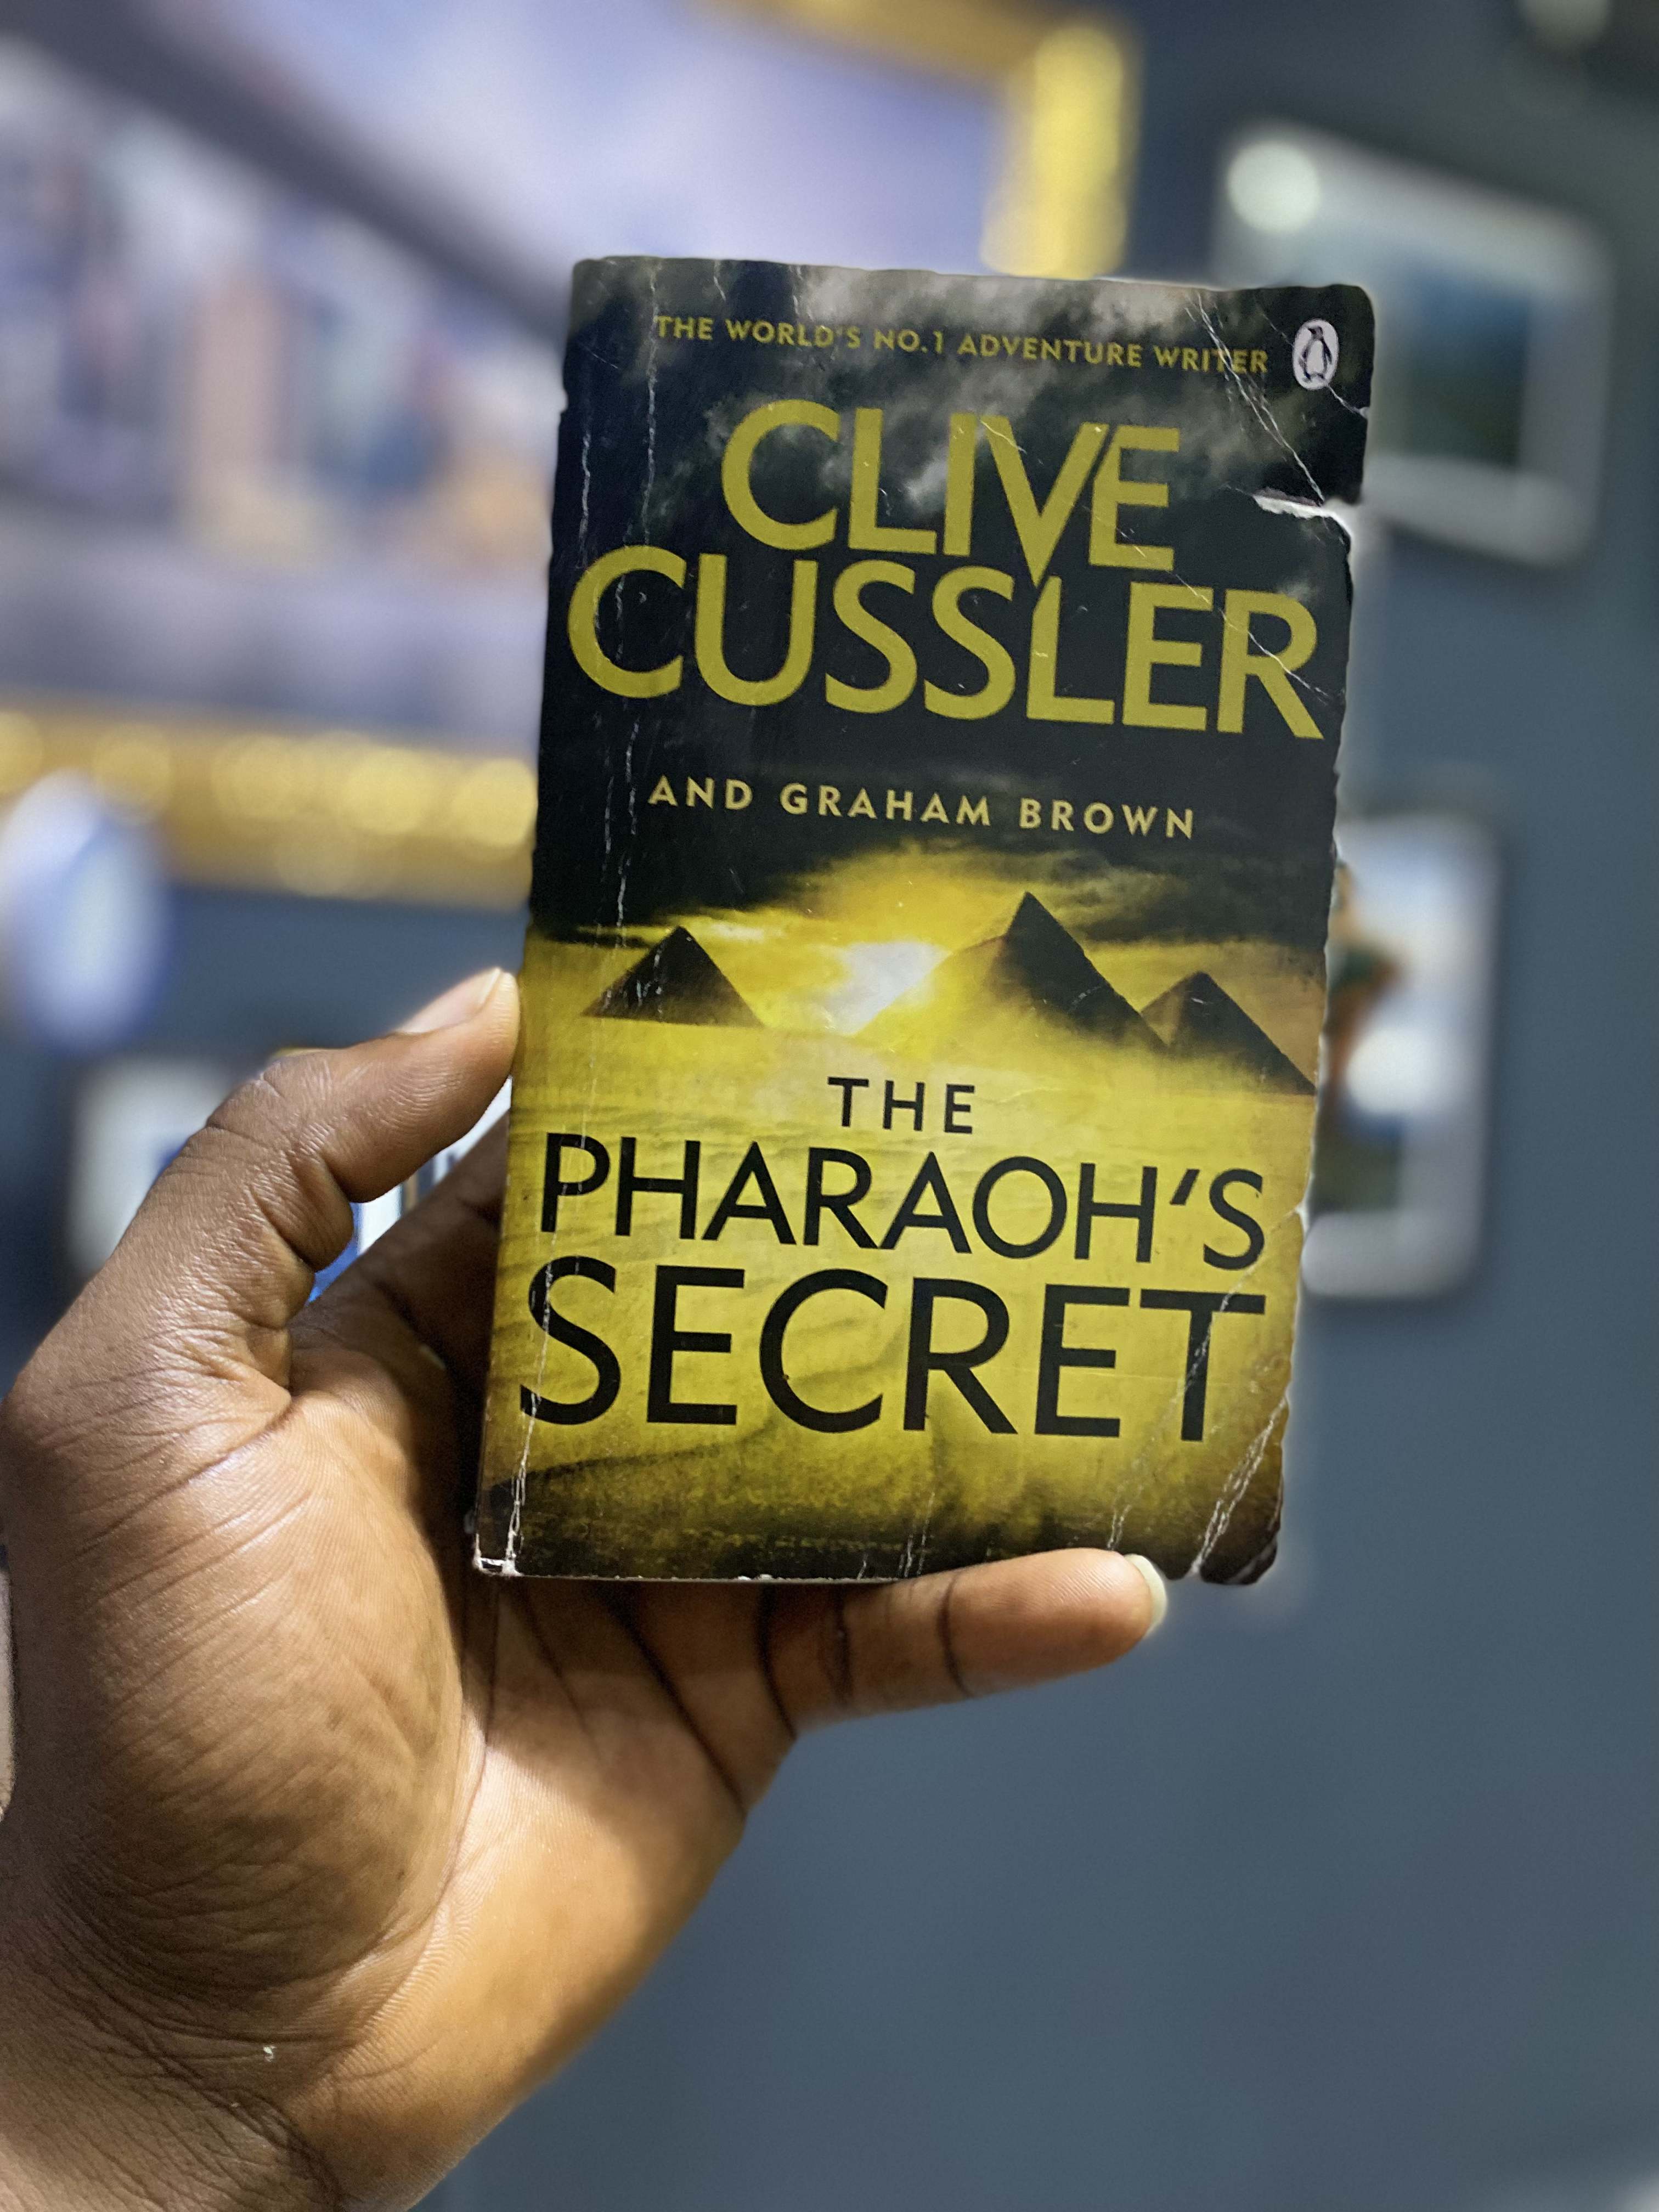 THE WORLD'S NO.1 ADVENTURE WRITER
CLIVE
CUSSLER
AND GRAHAM BROWN
THE
PHARAOH'S
SECRET